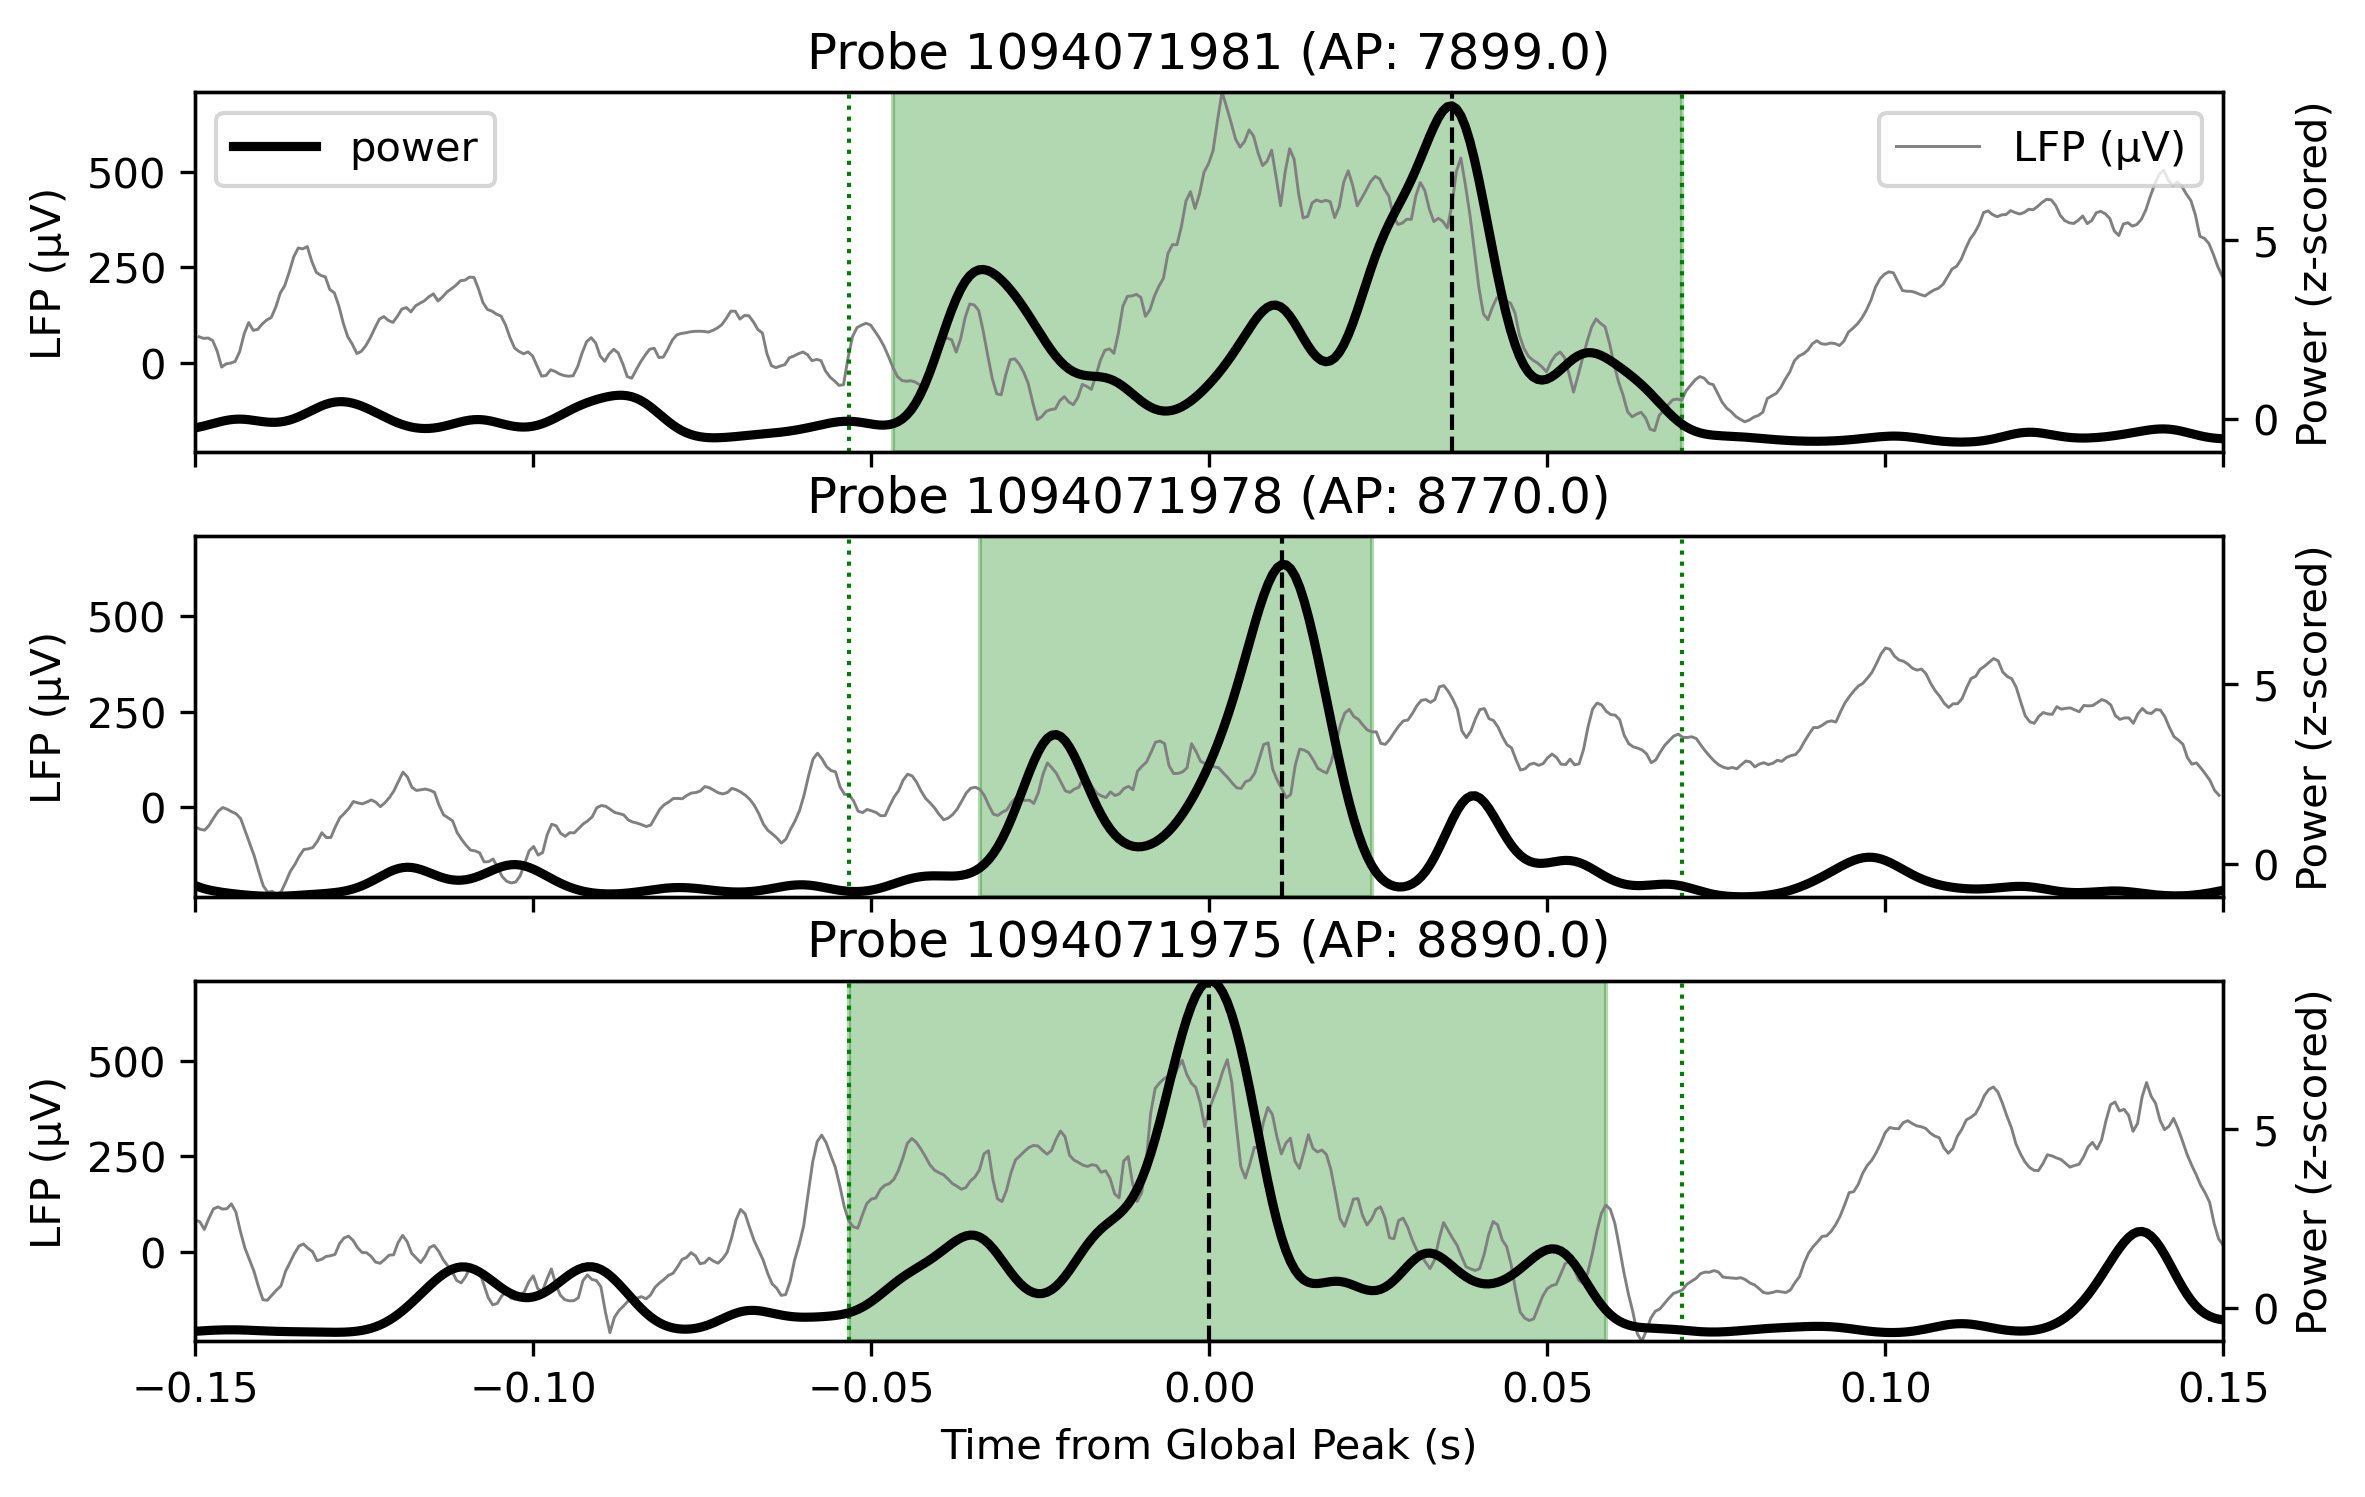 Probe 1094071981 (AP: 7899.0)
power
LFP (µV)
500
250
0
LFP (µV)
5
0
Power (z-scored)
Probe 1094071978 (AP: 8770.0)
500
250
0
LFP (µV)
5
0
Power (z-scored)
Probe 1094071975 (AP: 8890.0)
500
250
0
LFP (µV)
5
0
Power (z-scored)
−0.15 −0.10 −0.05 0.00 0.05 0.10 0.15
Time from Global Peak (s)